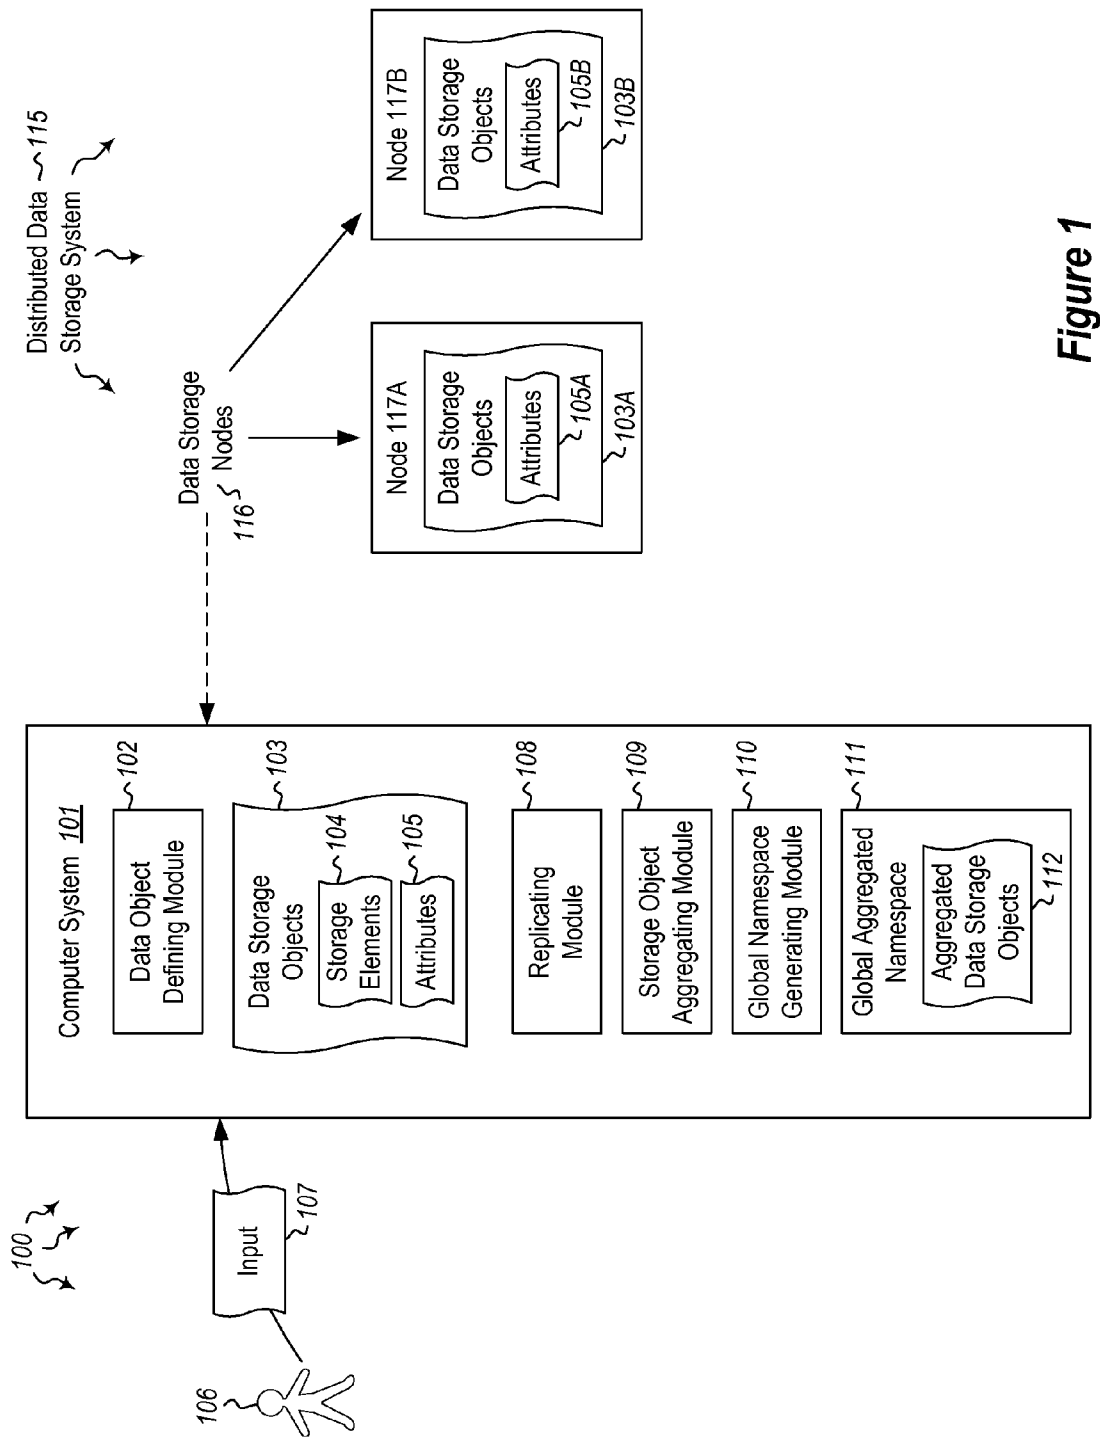 100
106
Input
107
Computer System 101
Data Object
Defining Module
102
Data Storage
Objects
103
Storage
Elements
104
Attributes
105
Replicating
Module
108
Storage Object
Aggregating Module
109
Global Namespace
Generating Module
110
Global Aggregated
Namespace
111
Aggregated
Data Storage
Objects
112
Distributed Data
Storage System
115
Data Storage
Nodes
116
Node 117A
Data Storage
Objects
Attributes
105A
103A
Node 117B
Data Storage
Objects
Attributes
105B
103B
Figure 1